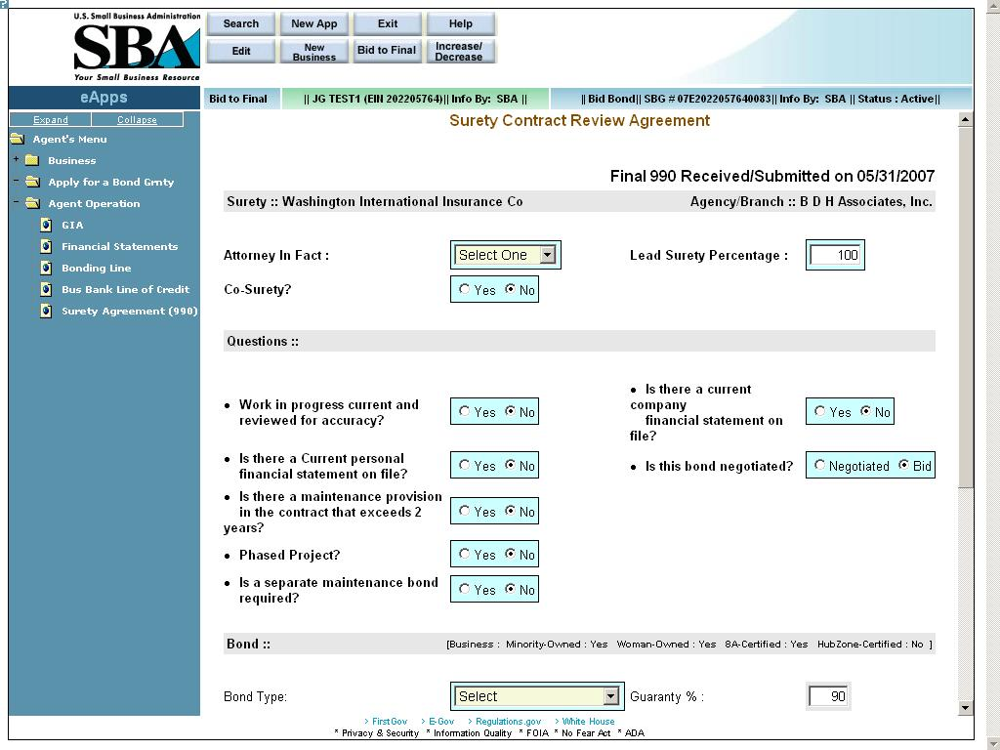 U.S. Small Business Administration
SBA
Your Small Business Resource
Search New App Exit Help
Edit New Business Bid to Final Increase/Decrease
eApps
Bid to Final || JG TEST1 (EIN 202205764)|| Info By: SBA || || Bid Bond|| SBG # 07E2022057640083|| Info By: SBA || Status : Active||
Expand Collapse
Agent's Menu
+ Business
- Apply for a Bond Grnty
- Agent Operation
GIA
Financial Statements
Bonding Line
Bus Bank Line of Credit
Surety Agreement (990)
Surety Contract Review Agreement
Final 990 Received/Submitted on 05/31/2007
Surety :: Washington International Insurance Co Agency/Branch :: B D H Associates, Inc.
Attorney In Fact : Select One Lead Surety Percentage : 100
Co-Surety? Yes No
Questions ::
• Work in progress current and
reviewed for accuracy? Yes No
• Is there a current
company
financial statement on
file? Yes No
• Is there a Current personal
financial statement on file? Yes No
• Is this bond negotiated? Negotiated Bid
• Is there a maintenance provision
in the contract that exceeds 2
years? Yes No
• Phased Project? Yes No
• Is a separate maintenance bond
required? Yes No
Bond :: [Business : Minority-Owned : Yes Woman-Owned : Yes 8A-Certified : Yes HubZone-Certified : No ]
Bond Type: Select Guaranty % : 90
> FirstGov > E-Gov > Regulations.gov > White House
* Privacy & Security * Information Quality * FOIA * No Fear Act * ADA